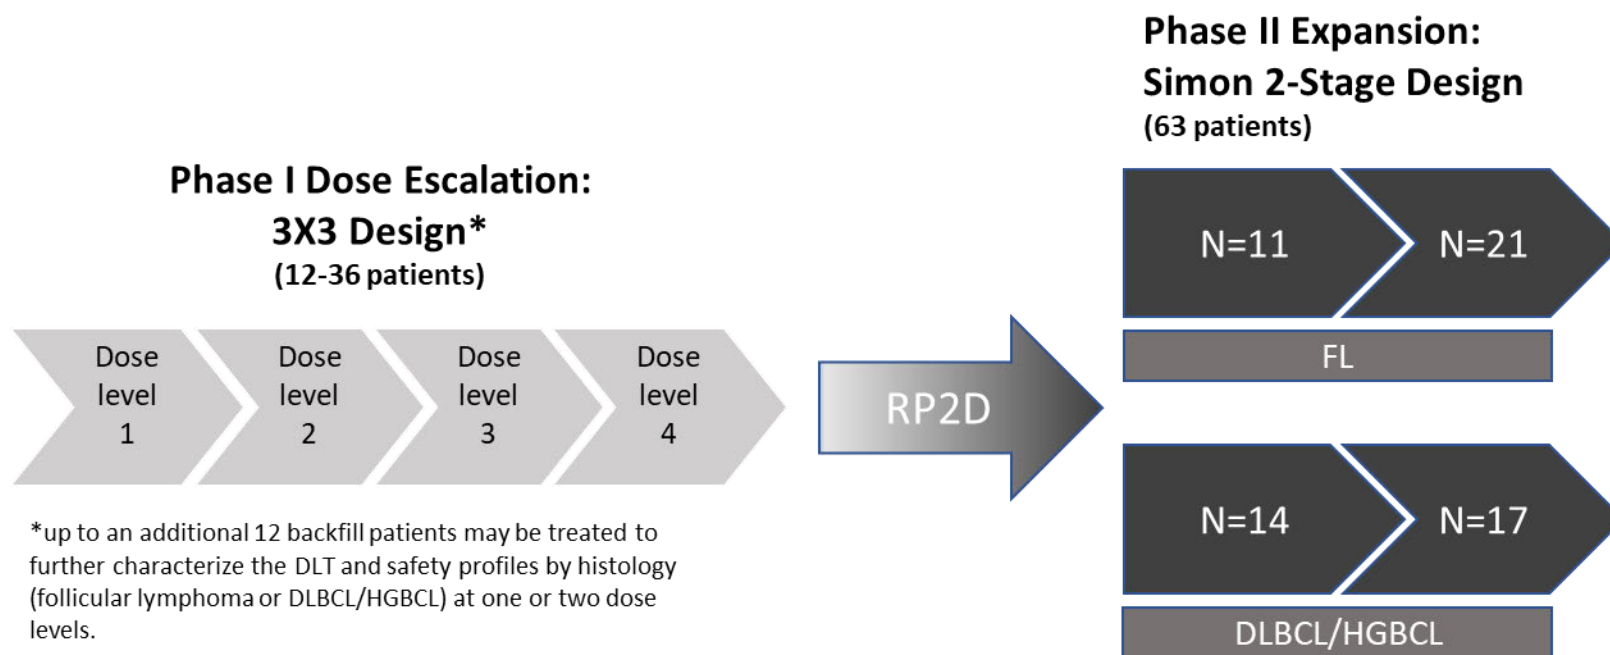 Phase I Dose Escalation:
3X3 Design*
(12-36 patients)
Dose
level
1
Dose
level
2
Dose
level
3
Dose
level
4
*up to an additional 12 backfill patients may be treated to
further characterize the DLT and safety profiles by histology
(follicular lymphoma or DLBCL/HGBCL) at one or two dose
levels.
RP2D
Phase II Expansion:
Simon 2-Stage Design
(63 patients)
N=11
N=21
FL
N=14
N=17
DLBCL/HGBCL